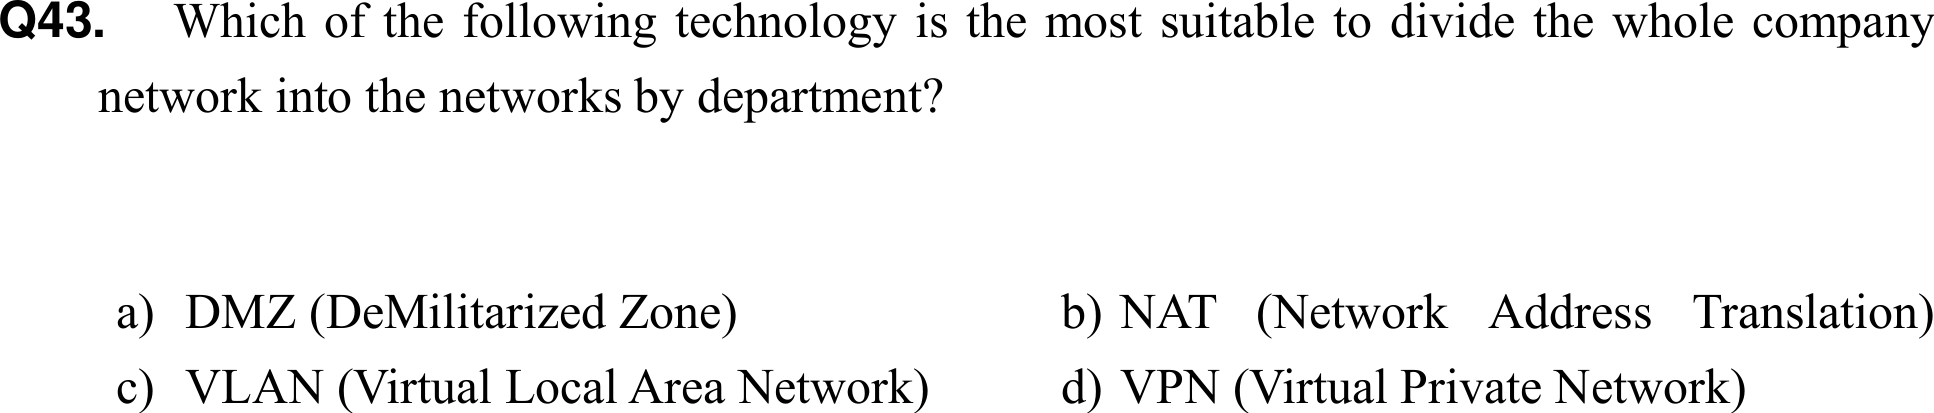 Q43. Which of the following technology is the most suitable to divide the whole company
network into the networks by department?
a) DMZ (DeMilitarized Zone) b) NAT (Network Address Translation)
c) VLAN (Virtual Local Area Network) d) VPN (Virtual Private Network)